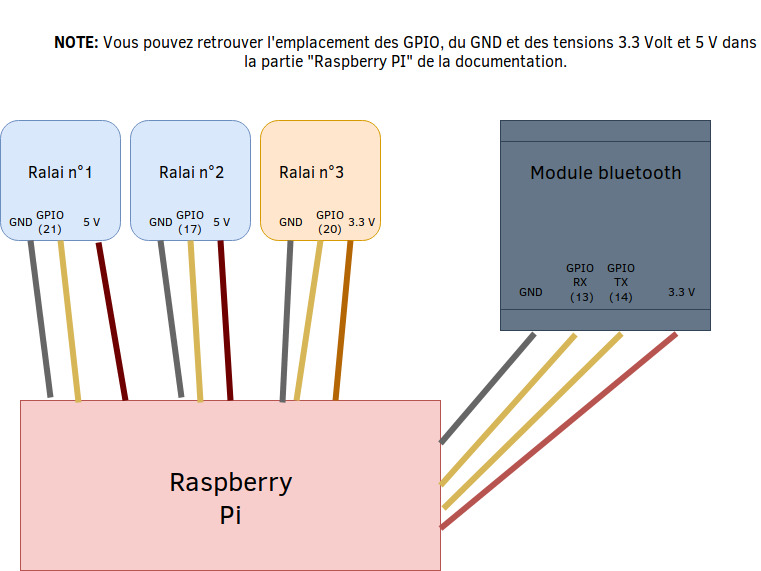 NOTE: Vous pouvez retrouver l'emplacement des GPIO, du GND et des tensions 3.3 Volt et 5 V dans
la partie "Raspberry PI" de la documentation.
Ralai n°1
GND GPIO (21) 5 V
Ralai n°2
GND GPIO (17) 5 V
Ralai n°3
GND GPIO (20) 3.3 V
Module bluetooth
GND GPIO RX (13) GPIO TX (14) 3.3 V
Raspberry
Pi